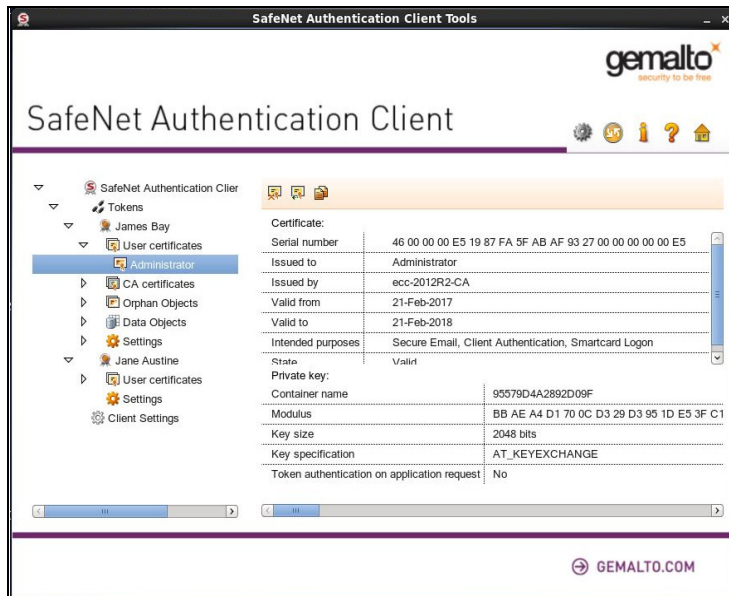 SafeNet Authentication Client Tools
gemalto
security to be free
SafeNet Authentication Client
SafeNet Authentication Clier
Tokens
James Bay
User certificates
Administrator
CA certificates
Orphan Objects
Data Objects
Settings
Jane Austine
User certificates
Settings
Client Settings
Certificate:
Serial number 46 00 00 00 E5 19 87 FA 5F AB AF 93 27 00 00 00 00 00 E5
Issued to Administrator
Issued by ecc-2012R2-CA
Valid from 21-Feb-2017
Valid to 21-Feb-2018
Intended purposes Secure Email, Client Authentication, Smartcard Logon
State Valid
Private key:
Container name 95579D4A2892D09F
Modulus BB AE A4 D1 70 0C D3 29 D3 95 1D E5 3F C1
Key size 2048 bits
Key specification AT_KEYEXCHANGE
Token authentication on application request No
GEMALTO.COM